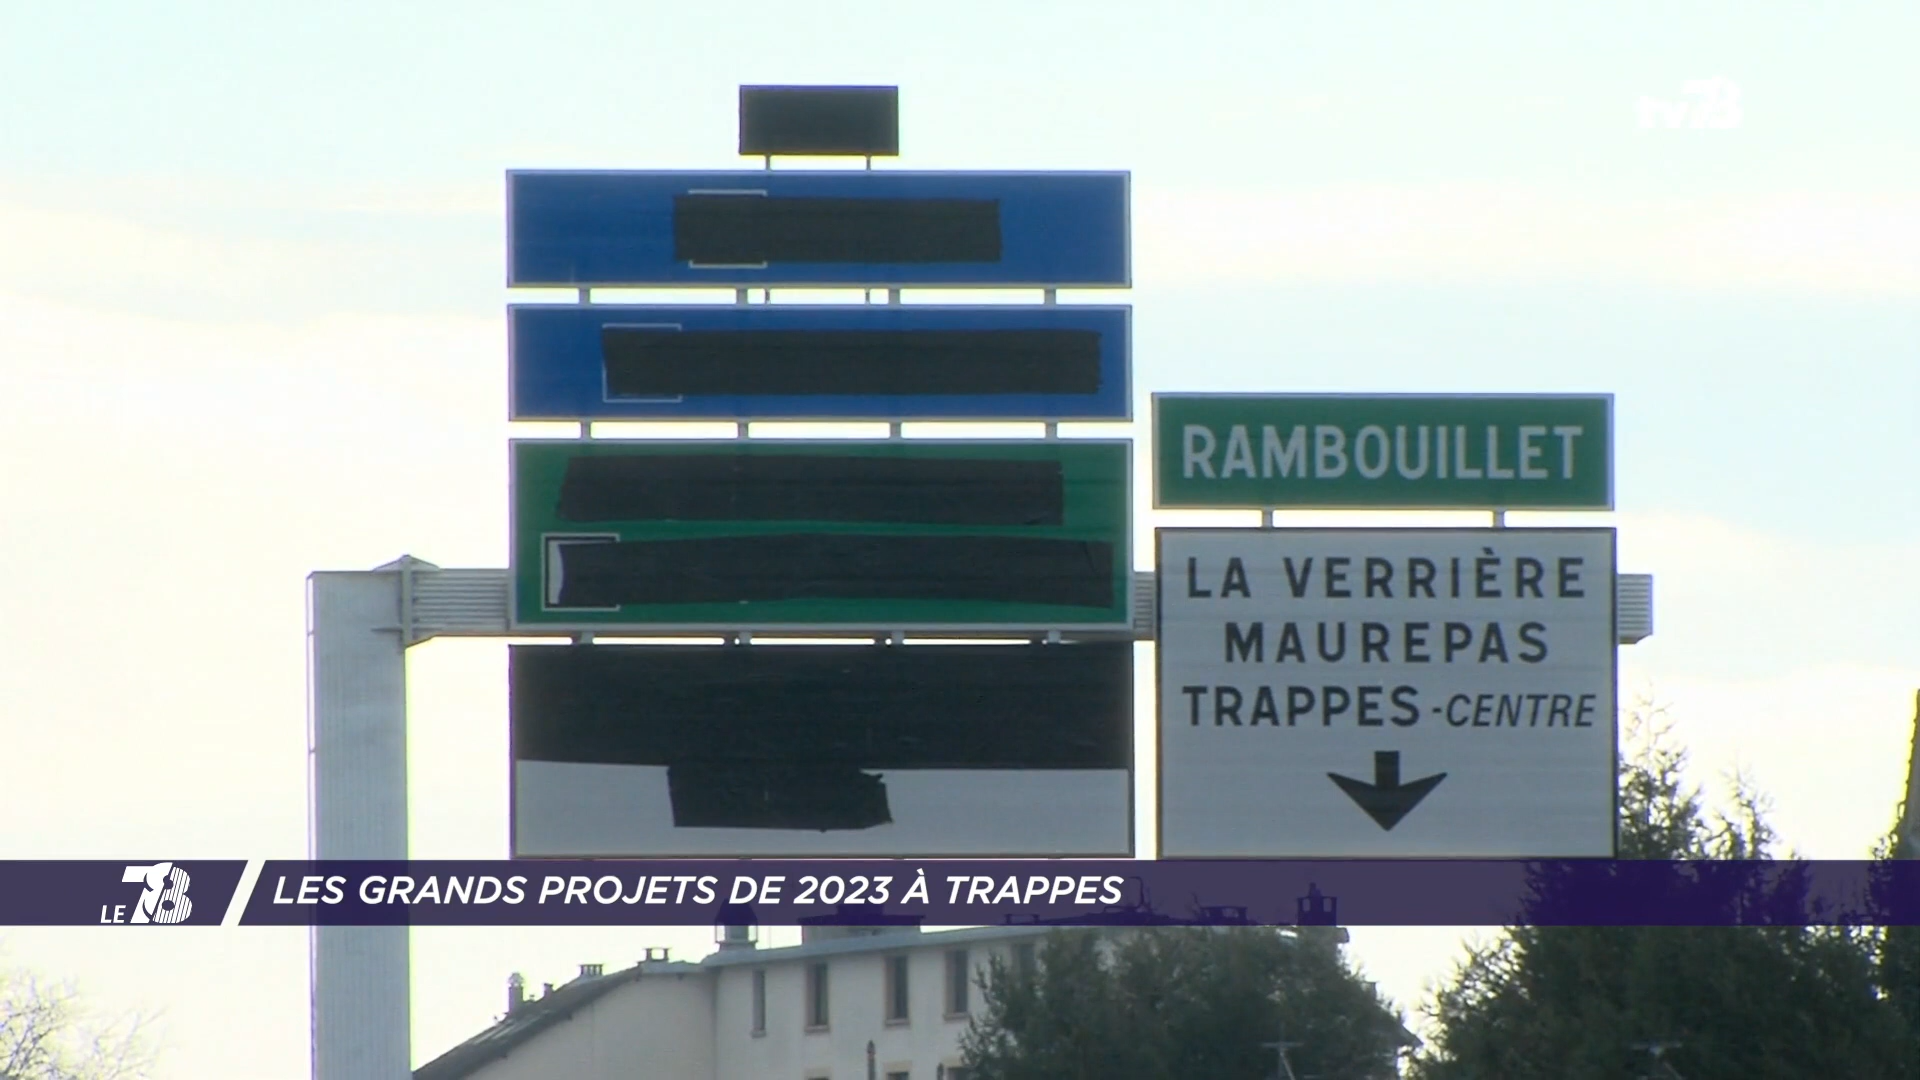 tv78
RAMBOUILLET
LA VERRIÈRE
MAUREPAS
TRAPPES - CENTRE
LE 78
LES GRANDS PROJETS DE 2023 À TRAPPES